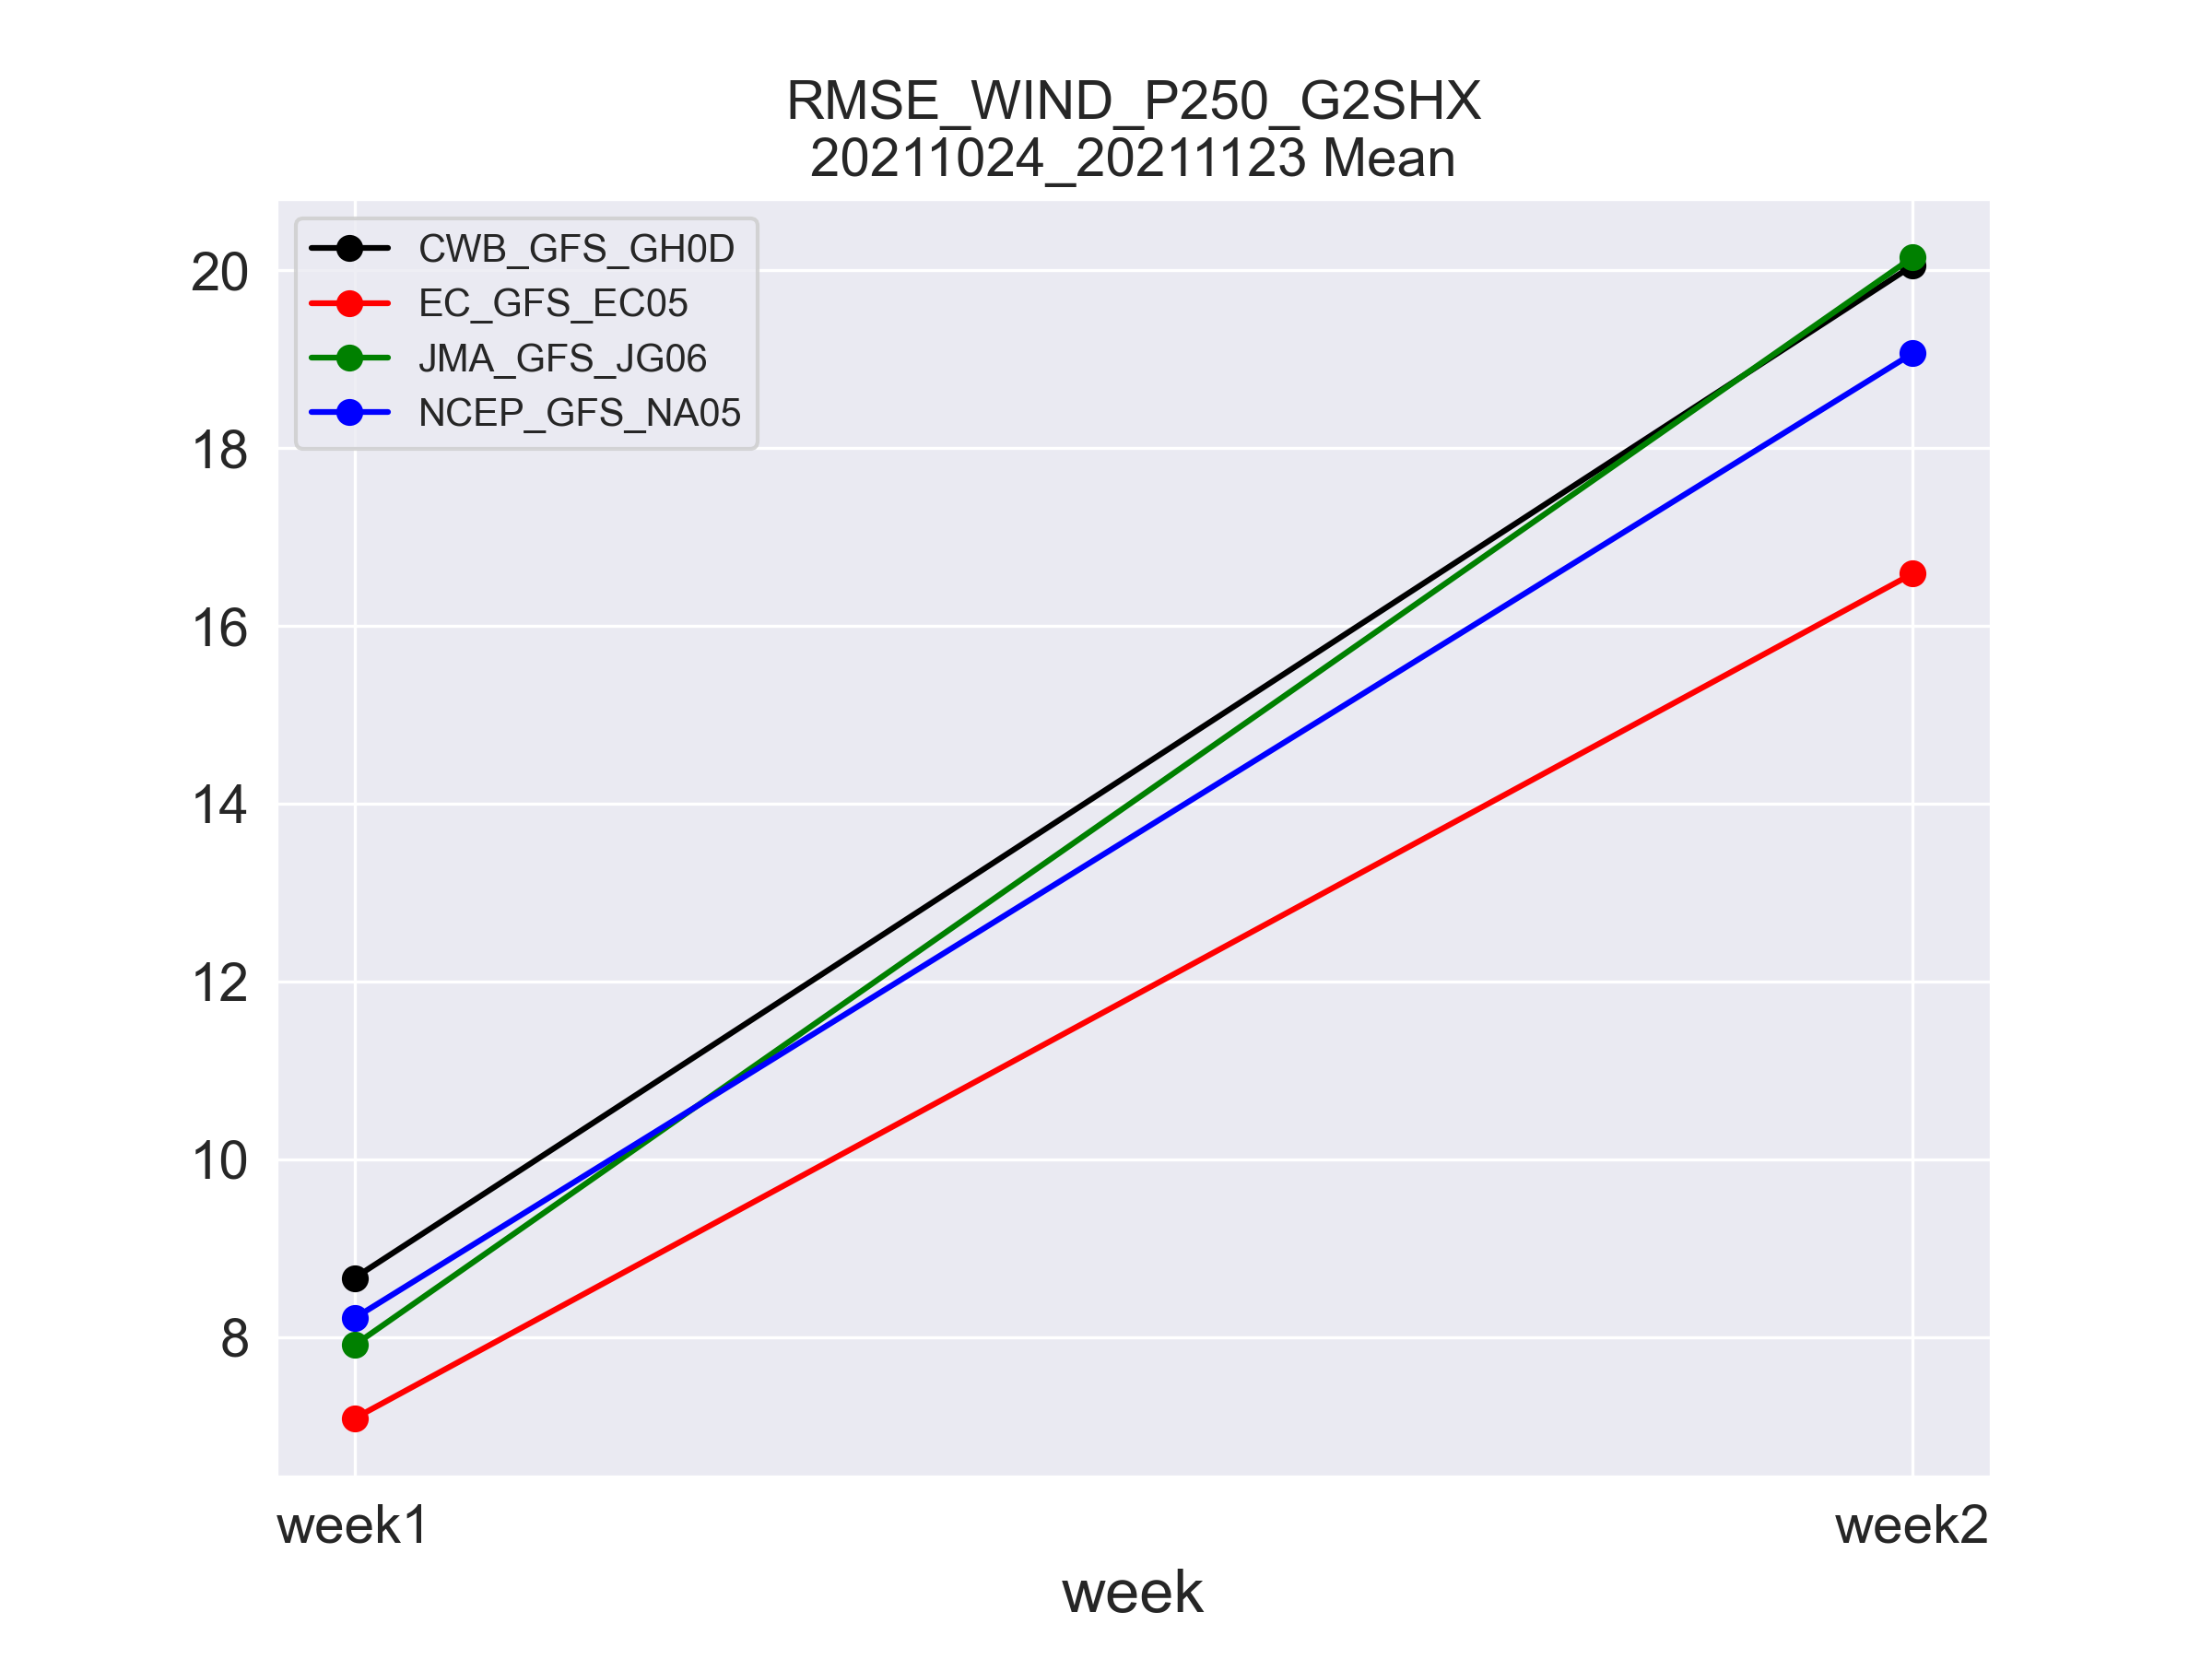 RMSE_WIND_P250_G2SHX
20211024_20211123 Mean
CWB_GFS_GH0D
EC_GFS_EC05
JMA_GFS_JG06
NCEP_GFS_NA05
20
18
16
14
12
10
8
week1
week2
week